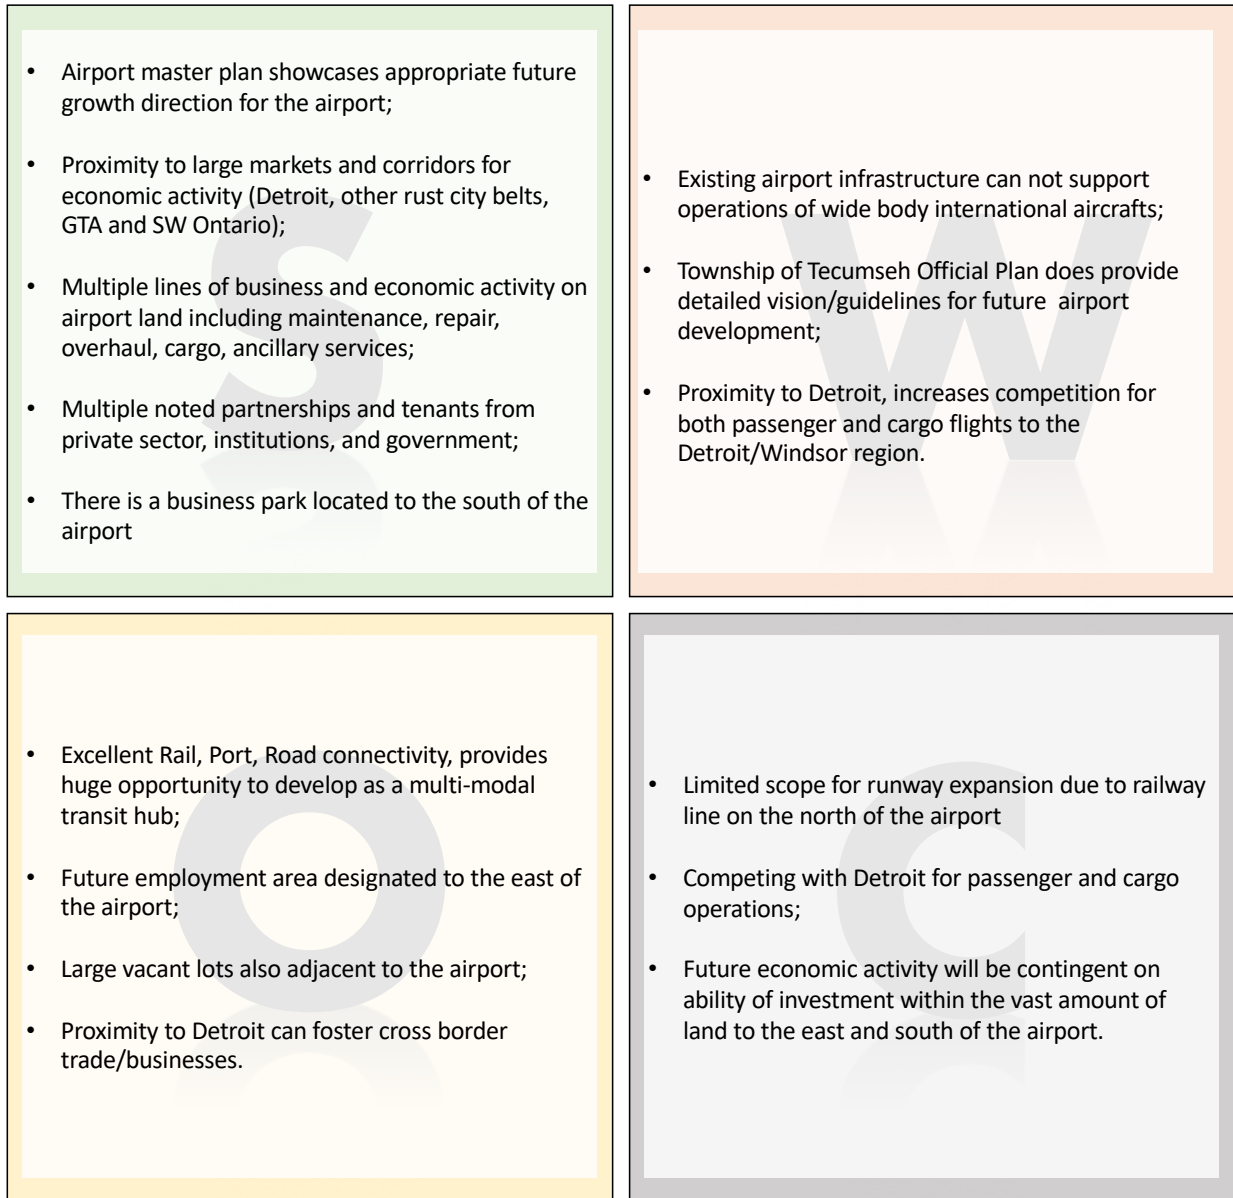 S
• Airport master plan showcases appropriate future
growth direction for the airport;
• Proximity to large markets and corridors for
economic activity (Detroit, other rust city belts,
GTA and SW Ontario);
• Multiple lines of business and economic activity on
airport land including maintenance, repair,
overhaul, cargo, ancillary services;
• Multiple noted partnerships and tenants from
private sector, institutions, and government;
• There is a business park located to the south of the
airport
W
• Existing airport infrastructure can not support
operations of wide body international aircrafts;
• Township of Tecumseh Official Plan does provide
detailed vision/guidelines for future airport
development;
• Proximity to Detroit, increases competition for
both passenger and cargo flights to the
Detroit/Windsor region.
O
• Excellent Rail, Port, Road connectivity, provides
huge opportunity to develop as a multi-modal
transit hub;
• Future employment area designated to the east of
the airport;
• Large vacant lots also adjacent to the airport;
• Proximity to Detroit can foster cross border
trade/businesses.
C
• Limited scope for runway expansion due to railway
line on the north of the airport
• Competing with Detroit for passenger and cargo
operations;
• Future economic activity will be contingent on
ability of investment within the vast amount of
land to the east and south of the airport.